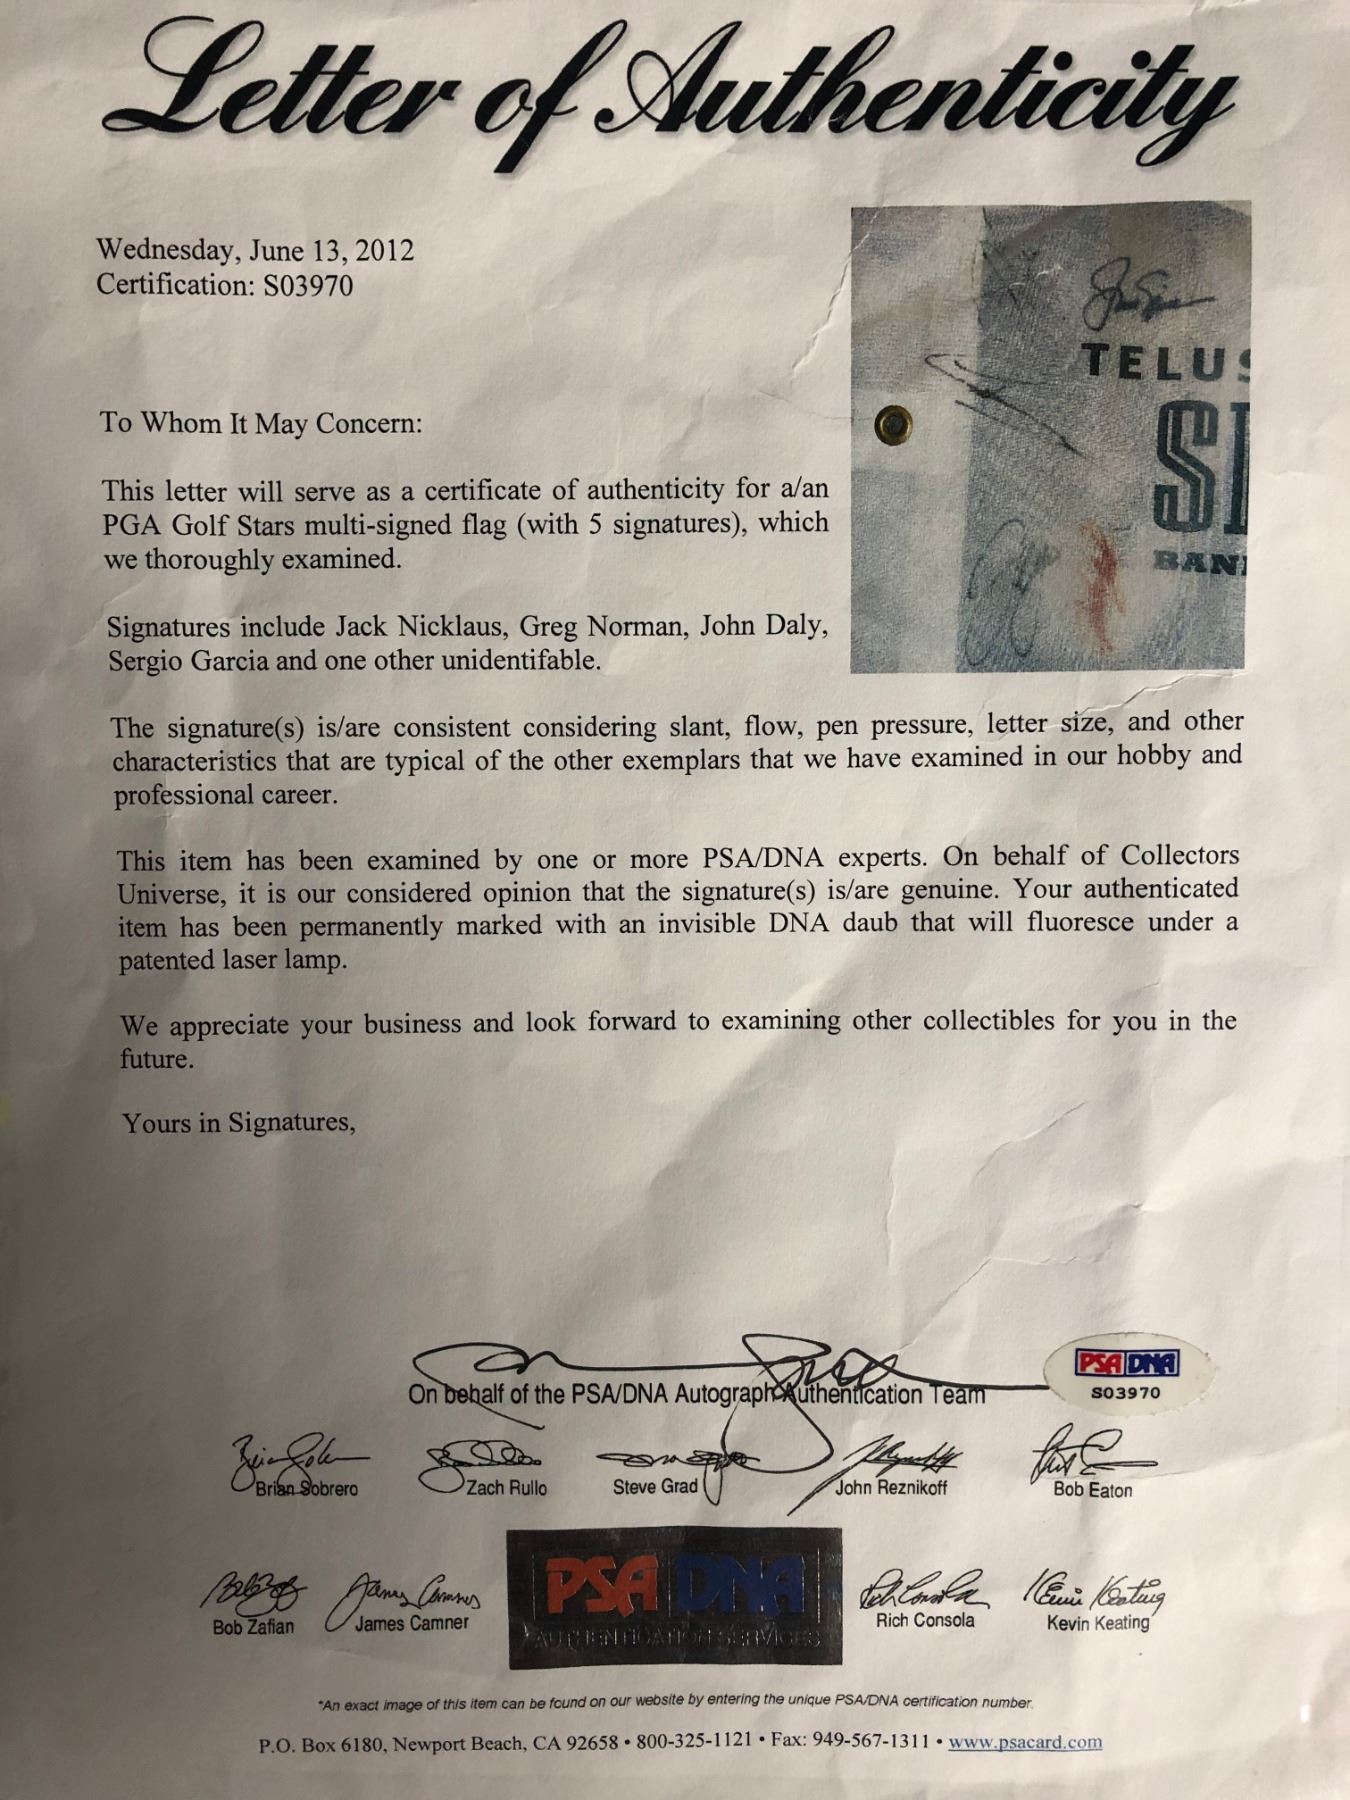 Letter of Authenticity
Wednesday, June 13, 2012
Certification: S03970
TELUS
SI
BAN
To Whom It May Concern:
This letter will serve as a certificate of authenticity for a/an
PGA Golf Stars multi-signed flag (with 5 signatures), which
we thoroughly examined.
Signatures include Jack Nicklaus, Greg Norman, John Daly,
Sergio Garcia and one other unidentifable.
The signature(s) is/are consistent considering slant, flow, pen pressure, letter size, and other
characteristics that are typical of the other exemplars that we have examined in our hobby and
professional career.
This item has been examined by one or more PSA/DNA experts. On behalf of Collectors
Universe, it is our considered opinion that the signature(s) is/are genuine. Your authenticated
item has been permanently marked with an invisible DNA daub that will fluoresce under a
patented laser lamp.
We appreciate your business and look forward to examining other collectibles for you in the
future.
Yours in Signatures,
On behalf of the PSA/DNA Autograph Authentication Team
PSA DNA
S03970
Brian Sobrero Zach Rullo Steve Grad John Reznikoff Bob Eaton
Bob Zafian James Camner Rich Consola Kevin Keating
PSA DNA
AUTHENTICATION SERVICES
*An exact image of this item can be found on our website by entering the unique PSA/DNA certification number.
P.O. Box 6180, Newport Beach, CA 92658 • 800-325-1121 • Fax: 949-567-1311 • www.psacard.com